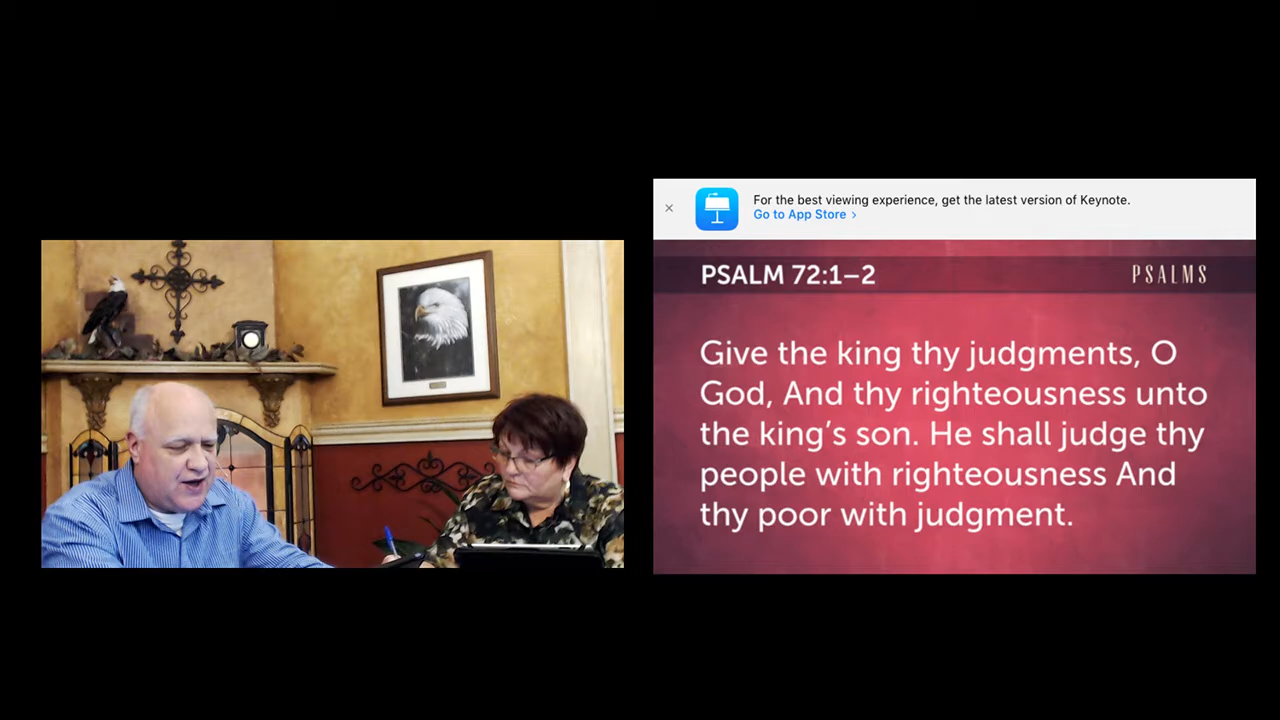 For the best viewing experience, get the latest version of Keynote.
Go to App Store >
PSALM 72:1–2
PSALMS
Give the king thy judgments, O
God, And thy righteousness unto
the king’s son. He shall judge thy
people with righteousness And
thy poor with judgment.